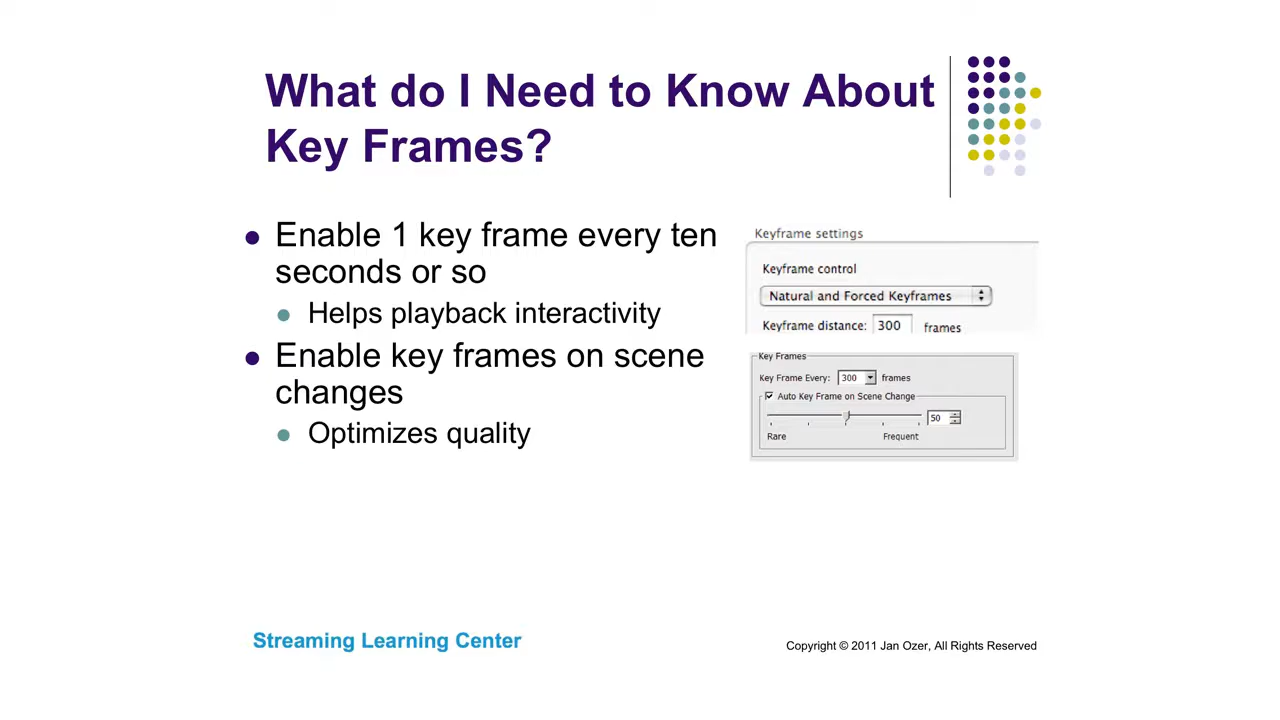 What do I Need to Know About
Key Frames?
Enable 1 key frame every ten
seconds or so
Helps playback interactivity
Enable key frames on scene
changes
Optimizes quality
Keyframe settings
Keyframe control
Natural and Forced Keyframes
Keyframe distance: 300 frames
Key Frames
Key Frame Every: 300 frames
Auto Key Frame on Scene Change
50
Rare Frequent
Streaming Learning Center
Copyright © 2011 Jan Ozer, All Rights Reserved